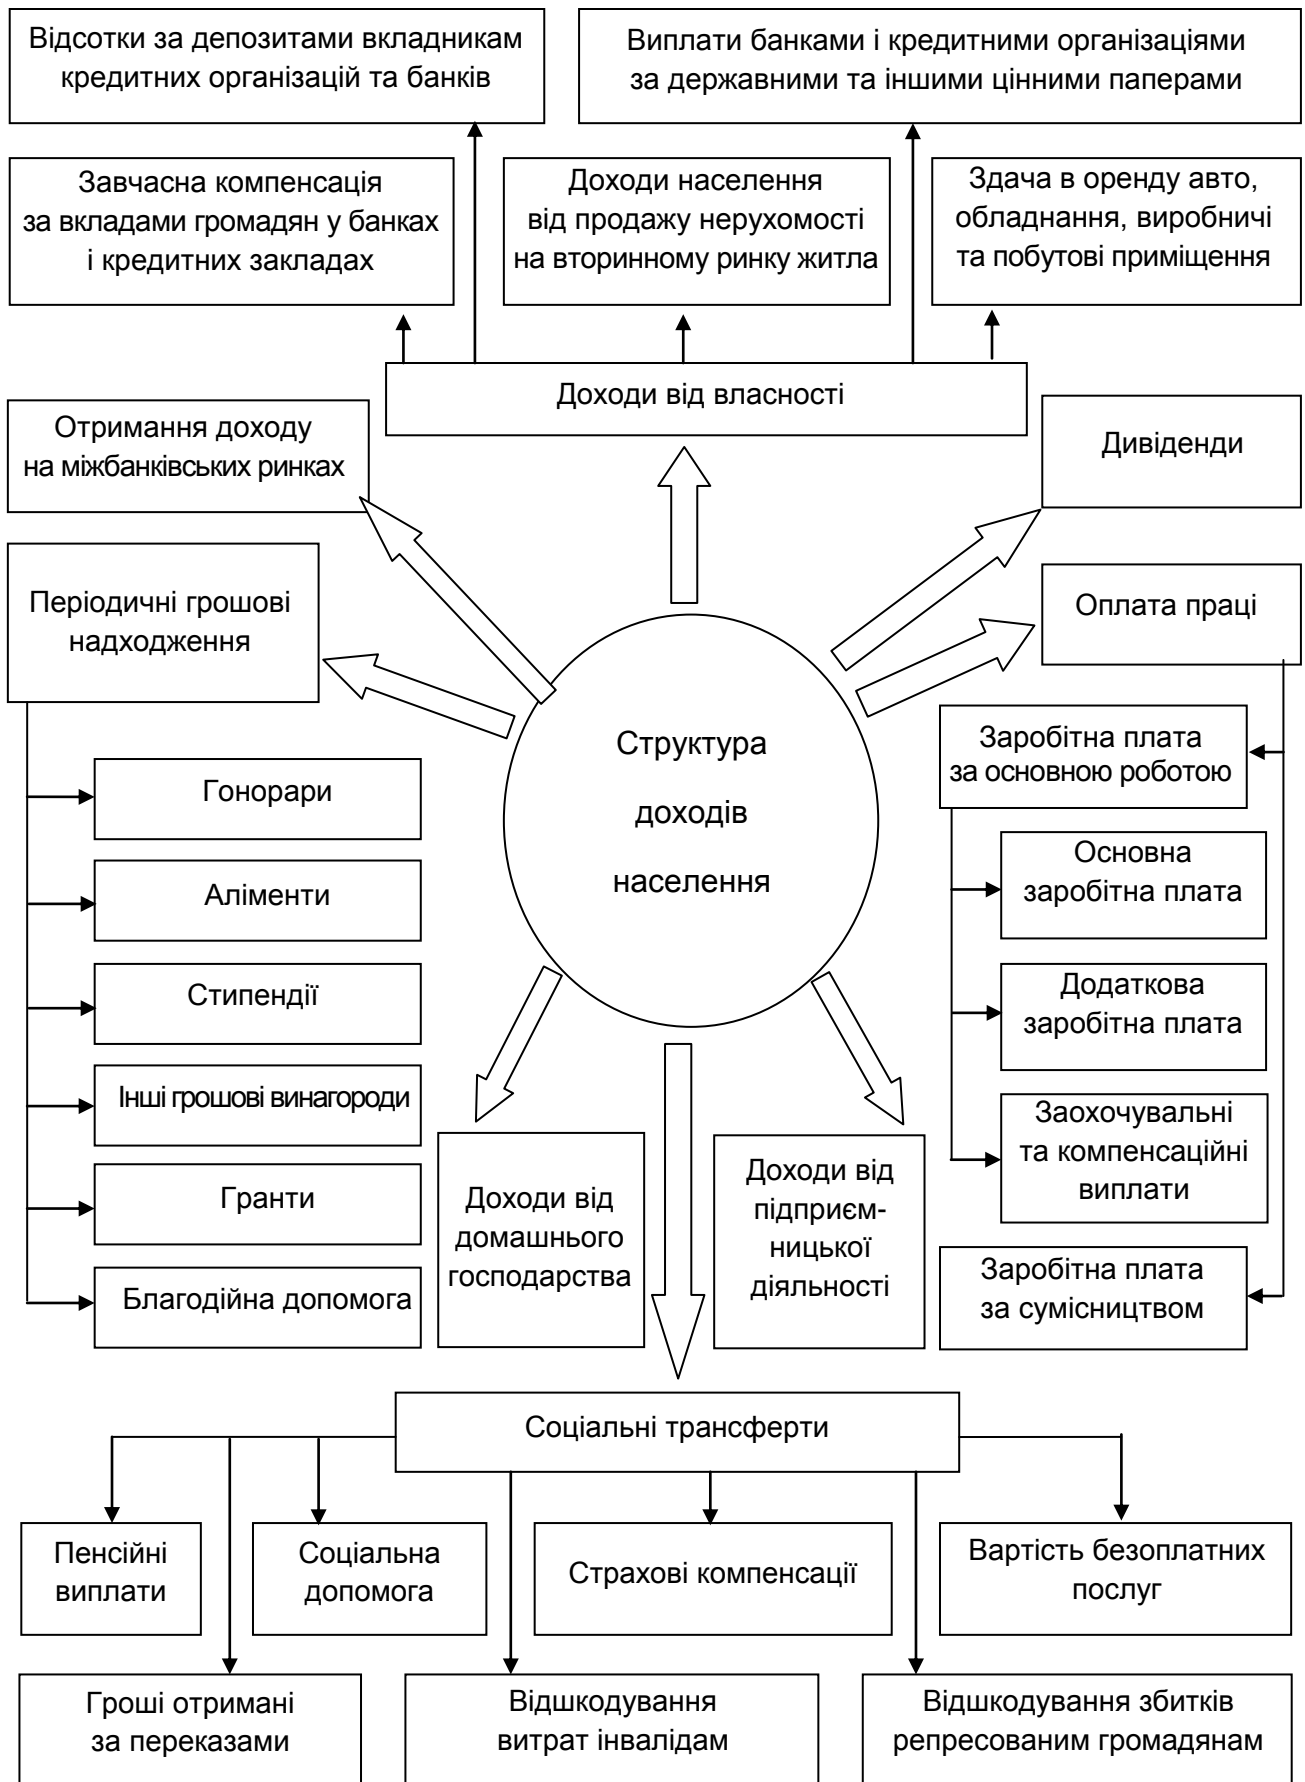 Відсотки за депозитами вкладникам
кредитних організацій та банків
Виплати банками і кредитними організаціями
за державними та іншими цінними паперами
Завчасна компенсація
за вкладами громадян у банках
і кредитних закладах
Доходи населення
від продажу нерухомості
на вторинному ринку житла
Здача в оренду авто,
обладнання, виробничі
та побутові приміщення
Доходи від власності
Отримання доходу
на міжбанківських ринках
Дивіденди
Періодичні грошові
надходження
Оплата праці
Структура
доходів
населення
Гонорари
Аліменти
Стипендії
Інші грошові винагороди
Гранти
Благодійна допомога
Заробітна плата
за основною роботою
Основна
заробітна плата
Додаткова
заробітна плата
Заохочувальні
та компенсаційні
виплати
Заробітна плата
за сумісництвом
Доходи від
домашнього
господарства
Доходи від
підприєм-
ницької
діяльності
Соціальні трансферти
Пенсійні
виплати
Соціальна
допомога
Страхові компенсації
Вартість безоплатних
послуг
Гроші отримані
за переказами
Відшкодування
витрат інвалідам
Відшкодування збитків
репресованим громадянам